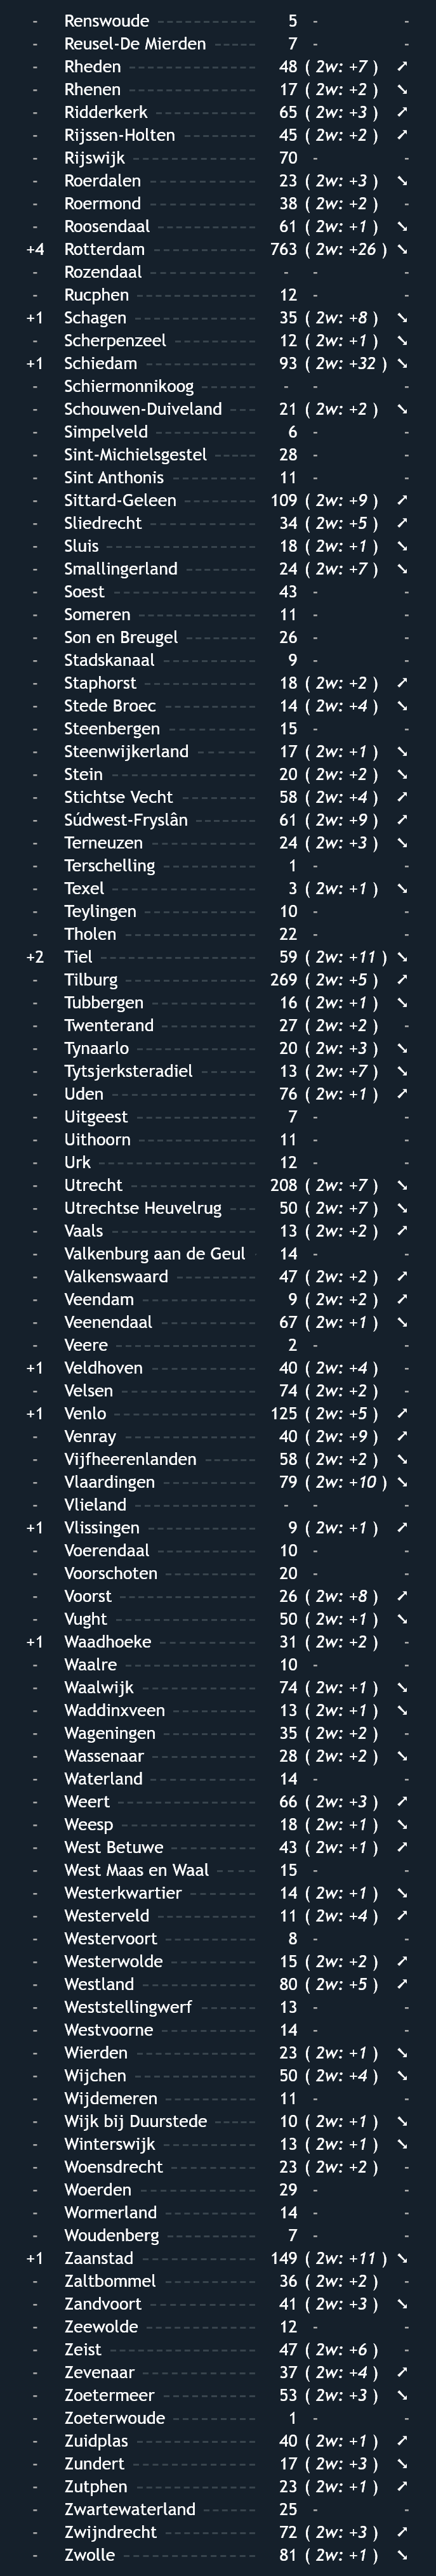 - Renswoude 5 - -
- Reusel-De Mierden 7 - -
- Rheden 48 ( 2w: +7 ) ➚
- Rhenen 17 ( 2w: +2 ) ➘
- Ridderkerk 65 ( 2w: +3 ) ➚
- Rijssen-Holten 45 ( 2w: +2 ) ➚
- Rijswijk 70 - -
- Roerdalen 23 ( 2w: +3 ) ➘
- Roermond 38 ( 2w: +2 ) -
- Roosendaal 61 ( 2w: +1 ) ➘
+4 Rotterdam 763 ( 2w: +26 ) ➘
- Rozendaal - - -
- Rucphen 12 - -
+1 Schagen 35 ( 2w: +8 ) ➘
- Scherpenzeel 12 ( 2w: +1 ) ➘
+1 Schiedam 93 ( 2w: +32 ) ➘
- Schiermonnikoog - - -
- Schouwen-Duiveland 21 ( 2w: +2 ) ➘
- Simpelveld 6 - -
- Sint-Michielsgestel 28 - -
- Sint Anthonis 11 - -
- Sittard-Geleen 109 ( 2w: +9 ) ➚
- Sliedrecht 34 ( 2w: +5 ) ➚
- Sluis 18 ( 2w: +1 ) ➘
- Smallingerland 24 ( 2w: +7 ) ➘
- Soest 43 - -
- Someren 11 - -
- Son en Breugel 26 - -
- Stadskanaal 9 - -
- Staphorst 18 ( 2w: +2 ) ➚
- Stede Broec 14 ( 2w: +4 ) ➘
- Steenbergen 15 - -
- Steenwijkerland 17 ( 2w: +1 ) ➘
- Stein 20 ( 2w: +2 ) ➘
- Stichtse Vecht 58 ( 2w: +4 ) ➚
- Súdwest-Fryslân 61 ( 2w: +9 ) ➚
- Terneuzen 24 ( 2w: +3 ) ➘
- Terschelling 1 - -
- Texel 3 ( 2w: +1 ) ➘
- Teylingen 10 - -
- Tholen 22 - -
+2 Tiel 59 ( 2w: +11 ) ➘
- Tilburg 269 ( 2w: +5 ) ➚
- Tubbergen 16 ( 2w: +1 ) ➘
- Twenterand 27 ( 2w: +2 ) -
- Tynaarlo 20 ( 2w: +3 ) ➘
- Tytsjerksteradiel 13 ( 2w: +7 ) ➘
- Uden 76 ( 2w: +1 ) ➚
- Uitgeest 7 - -
- Uithoorn 11 - -
- Urk 12 - -
- Utrecht 208 ( 2w: +7 ) ➘
- Utrechtse Heuvelrug 50 ( 2w: +7 ) ➘
- Vaals 13 ( 2w: +2 ) ➚
- Valkenburg aan de Geul 14 - -
- Valkenswaard 47 ( 2w: +2 ) ➚
- Veendam 9 ( 2w: +2 ) ➚
- Veenendaal 67 ( 2w: +1 ) ➘
- Veere 2 - -
+1 Veldhoven 40 ( 2w: +4 ) -
- Velsen 74 ( 2w: +2 ) -
+1 Venlo 125 ( 2w: +5 ) ➚
- Venray 40 ( 2w: +9 ) ➚
- Vijfheerenlanden 58 ( 2w: +2 ) ➘
- Vlaardingen 79 ( 2w: +10 ) ➘
- Vlieland - - -
+1 Vlissingen 9 ( 2w: +1 ) ➚
- Voerendaal 10 - -
- Voorschoten 20 - -
- Voorst 26 ( 2w: +8 ) ➚
- Vught 50 ( 2w: +1 ) ➘
+1 Waadhoeke 31 ( 2w: +2 ) -
- Waalre 10 - -
- Waalwijk 74 ( 2w: +1 ) ➘
- Waddinxveen 13 ( 2w: +1 ) ➘
- Wageningen 35 ( 2w: +2 ) -
- Wassenaar 28 ( 2w: +2 ) ➘
- Waterland 14 - -
- Weert 66 ( 2w: +3 ) ➚
- Weesp 18 ( 2w: +1 ) ➘
- West Betuwe 43 ( 2w: +1 ) ➚
- West Maas en Waal 15 - -
- Westerkwartier 14 ( 2w: +1 ) ➘
- Westerveld 11 ( 2w: +4 ) ➚
- Westervoort 8 - -
- Westerwolde 15 ( 2w: +2 ) ➚
- Westland 80 ( 2w: +5 ) ➚
- Weststellingwerf 13 - -
- Westvoorne 14 - -
- Wierden 23 ( 2w: +1 ) ➘
- Wijchen 50 ( 2w: +4 ) ➘
- Wijdemeren 11 - -
- Wijk bij Duurstede 10 ( 2w: +1 ) ➘
- Winterswijk 13 ( 2w: +1 ) ➘
- Woensdrecht 23 ( 2w: +2 ) -
- Woerden 29 - -
- Wormerland 14 - -
- Woudenberg 7 - -
+1 Zaanstad 149 ( 2w: +11 ) ➘
- Zaltbommel 36 ( 2w: +2 ) -
- Zandvoort 41 ( 2w: +3 ) ➘
- Zeewolde 12 - -
- Zeist 47 ( 2w: +6 ) -
- Zevenaar 37 ( 2w: +4 ) ➚
- Zoetermeer 53 ( 2w: +3 ) ➘
- Zoeterwoude 1 - -
- Zuidplas 40 ( 2w: +1 ) ➚
- Zundert 17 ( 2w: +3 ) ➘
- Zutphen 23 ( 2w: +1 ) ➚
- Zwartewaterland 25 - -
- Zwijndrecht 72 ( 2w: +3 ) ➚
- Zwolle 81 ( 2w: +1 ) ➘